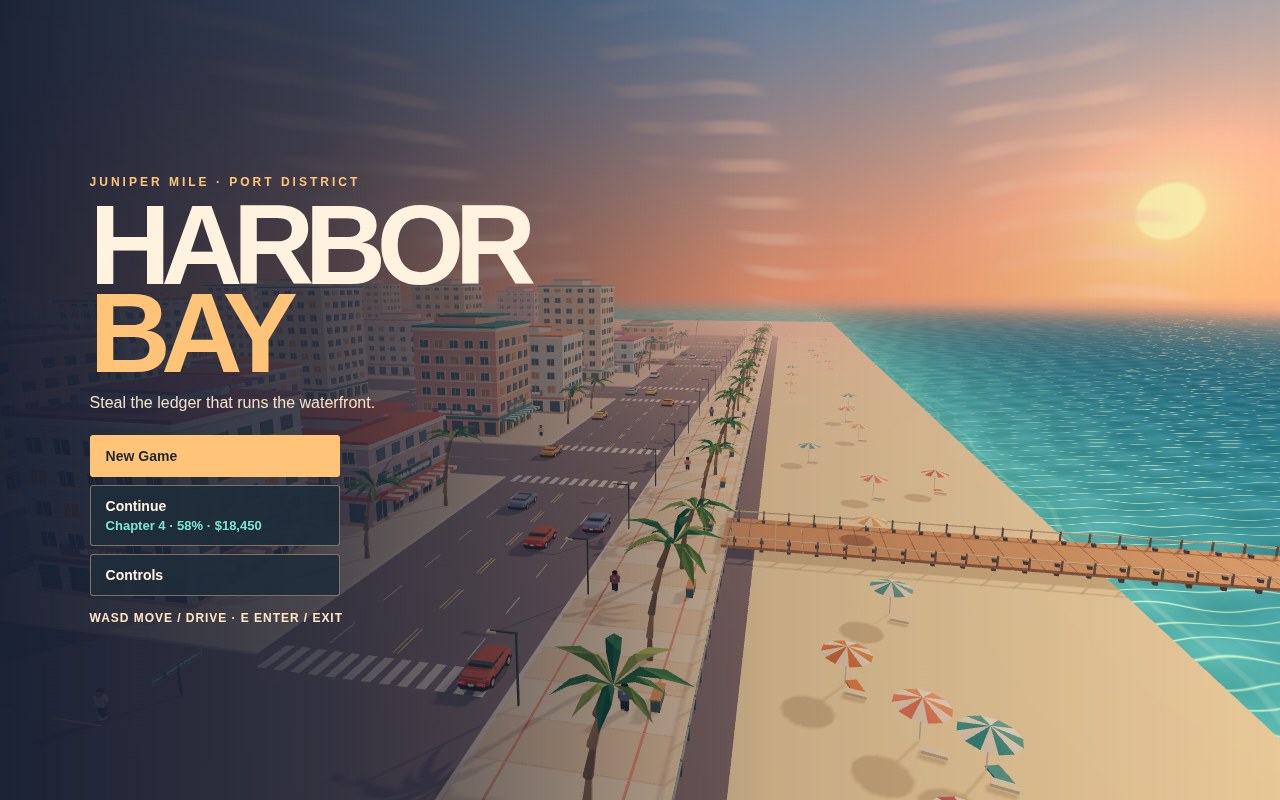 JUNIPER MILE · PORT DISTRICT
HARBOR
BAY
Steal the ledger that runs the waterfront.
New Game
Continue
Chapter 4 · 58% · $18,450
Controls
WASD MOVE / DRIVE · E ENTER / EXIT